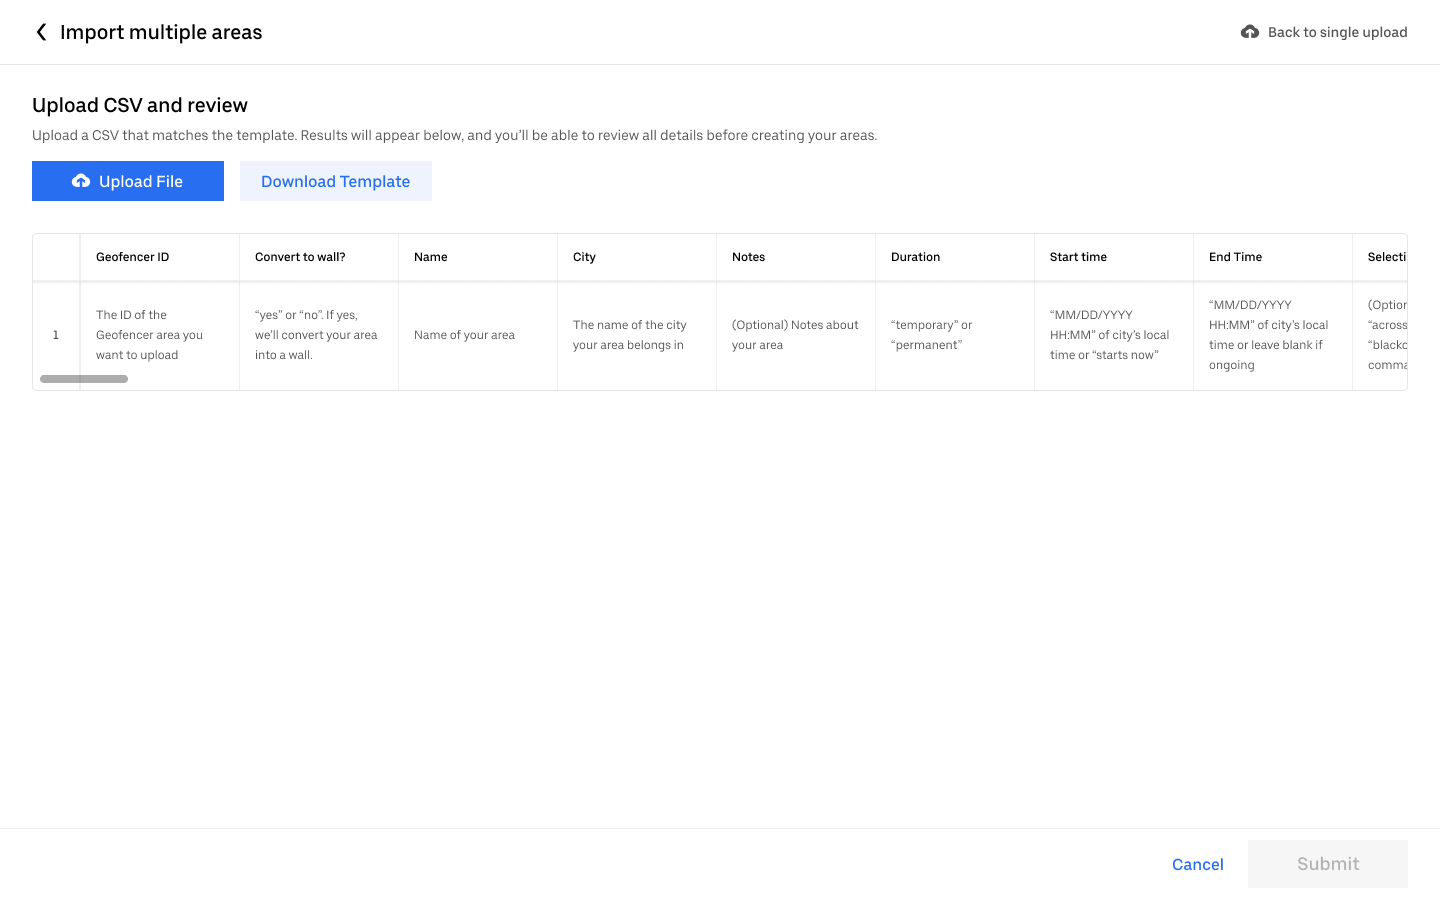 Import multiple areas
Back to single upload
Upload CSV and review
Upload a CSV that matches the template. Results will appear below, and you’ll be able to review all details before creating your areas.
Upload File
Download Template
Geofencer ID
Convert to wall?
Name
City
Notes
Duration
Start time
End Time
Selecti
1
The ID of the
Geofencer area you
want to upload
“yes” or “no”. If yes,
we’ll convert your area
into a wall.
Name of your area
The name of the city
your area belongs in
(Optional) Notes about
your area
“temporary” or
“permanent”
“MM/DD/YYYY
HH:MM” of city’s local
time or “starts now”
“MM/DD/YYYY
HH:MM” of city’s local
time or leave blank if
ongoing
(Option
“across
“blackc
comma
Cancel
Submit